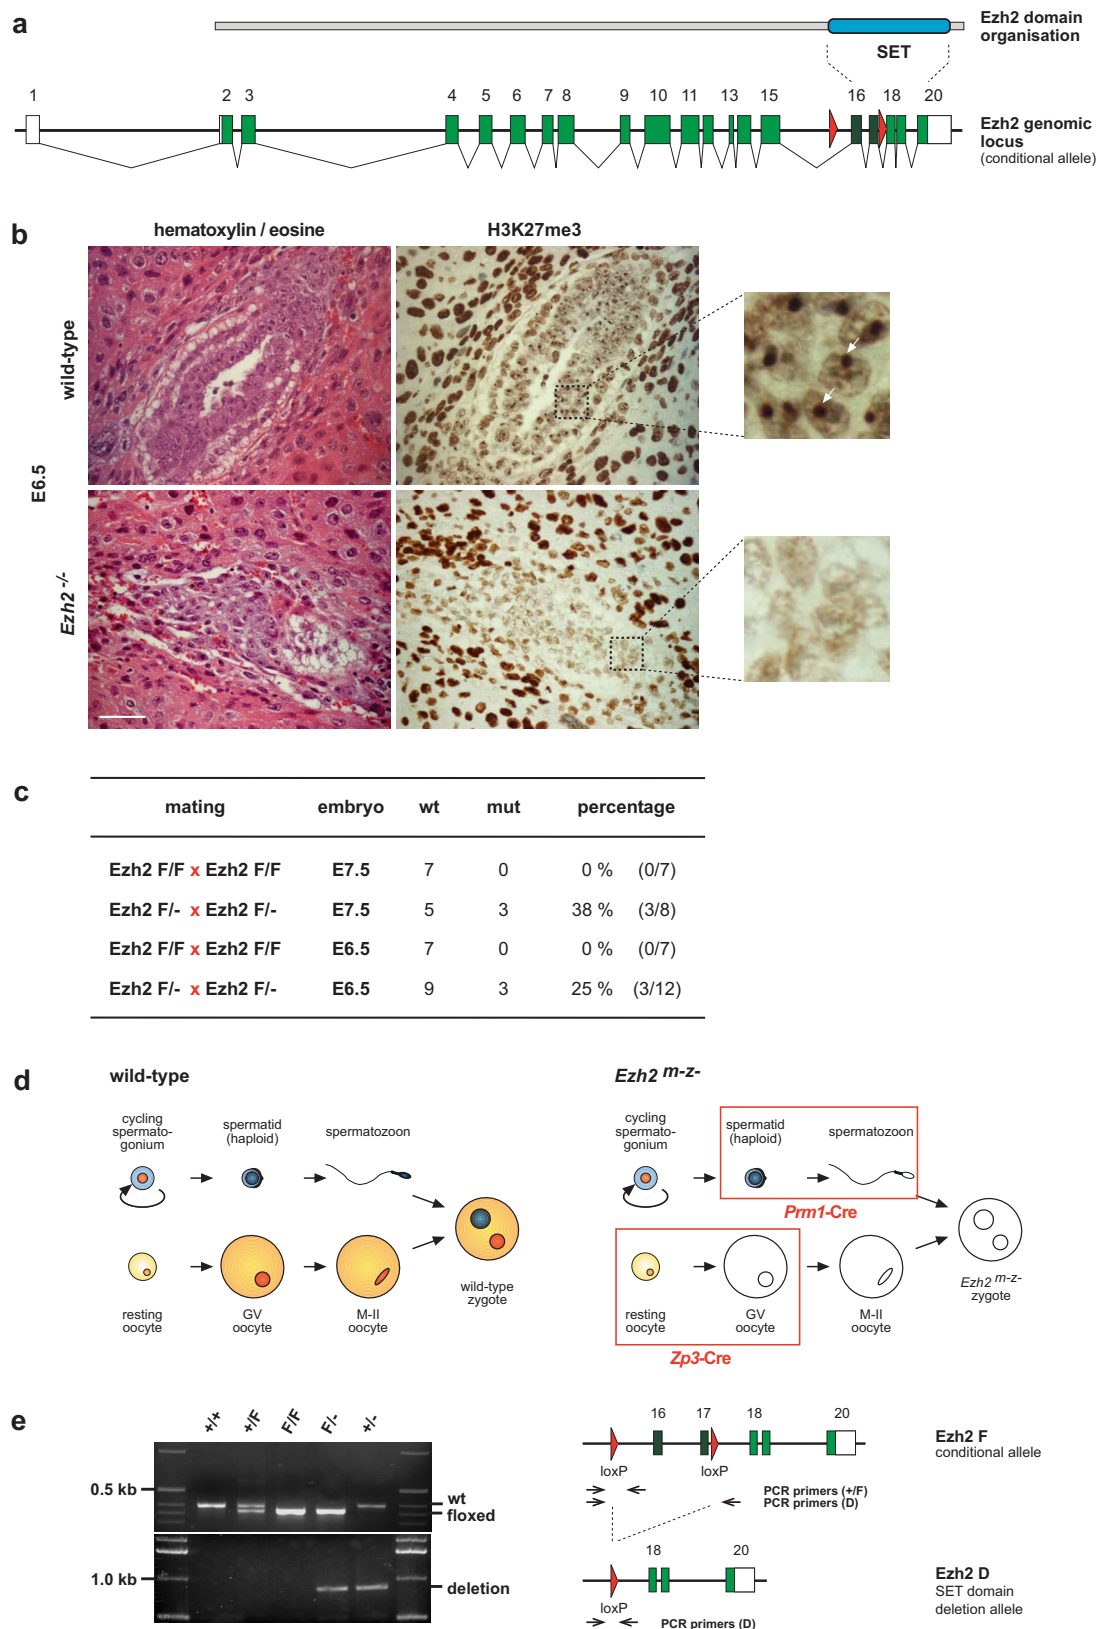 a
Ezh2 domain
organisation
SET
1 2 3 4 5 6 7 8 9 10 11 13 15 16 18 20
Ezh2 genomic
locus
(conditional allele)
b
hematoxylin / eosine
H3K27me3
wild-type
E6.5
Ezh2 -/-
c
mating embryo wt mut percentage
Ezh2 F/F x Ezh2 F/F E7.5 7 0 0 % (0/7)
Ezh2 F/- x Ezh2 F/- E7.5 5 3 38 % (3/8)
Ezh2 F/F x Ezh2 F/F E6.5 7 0 0 % (0/7)
Ezh2 F/- x Ezh2 F/- E6.5 9 3 25 % (3/12)
d
wild-type
cycling
spermato-
gonium
spermatid
(haploid)
spermatozoon
resting
oocyte
GV
oocyte
M-II
oocyte
wild-type
zygote
Ezh2 m-z-
cycling
spermato-
gonium
spermatid
(haploid)
spermatozoon
Prm1-Cre
resting
oocyte
GV
oocyte
M-II
oocyte
Zp3-Cre
Ezh2 m-z-
zygote
e
+/+ +/F F/F F/- +/-
0.5 kb
wt
floxed
1.0 kb
deletion
16 17 18 20
loxP loxP
Ezh2 F
conditional allele
PCR primers (+/F)
PCR primers (D)
18 20
loxP
PCR primers (D)
Ezh2 D
SET domain
deletion allele